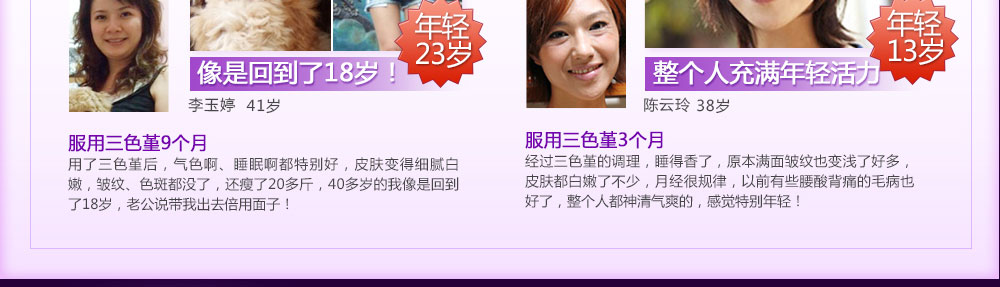 年轻
23岁
像是回到了18岁！
李玉婷 41岁
服用三色堇9个月
用了三色堇后，气色啊、睡眠啊都特别好，皮肤变得细腻白
嫩，皱纹、色斑都没了，还瘦了20多斤，40多岁的我像是回到
了18岁，老公说带我出去倍用面子！
年轻
13岁
整个人充满年轻活力
陈云玲 38岁
服用三色堇3个月
经过三色堇的调理，睡得香了，原本满面皱纹也变浅了好多，
皮肤都白嫩了不少，月经很规律，以前有些腰酸背痛的毛病也
好了，整个人都神清气爽的，感觉特别年轻！